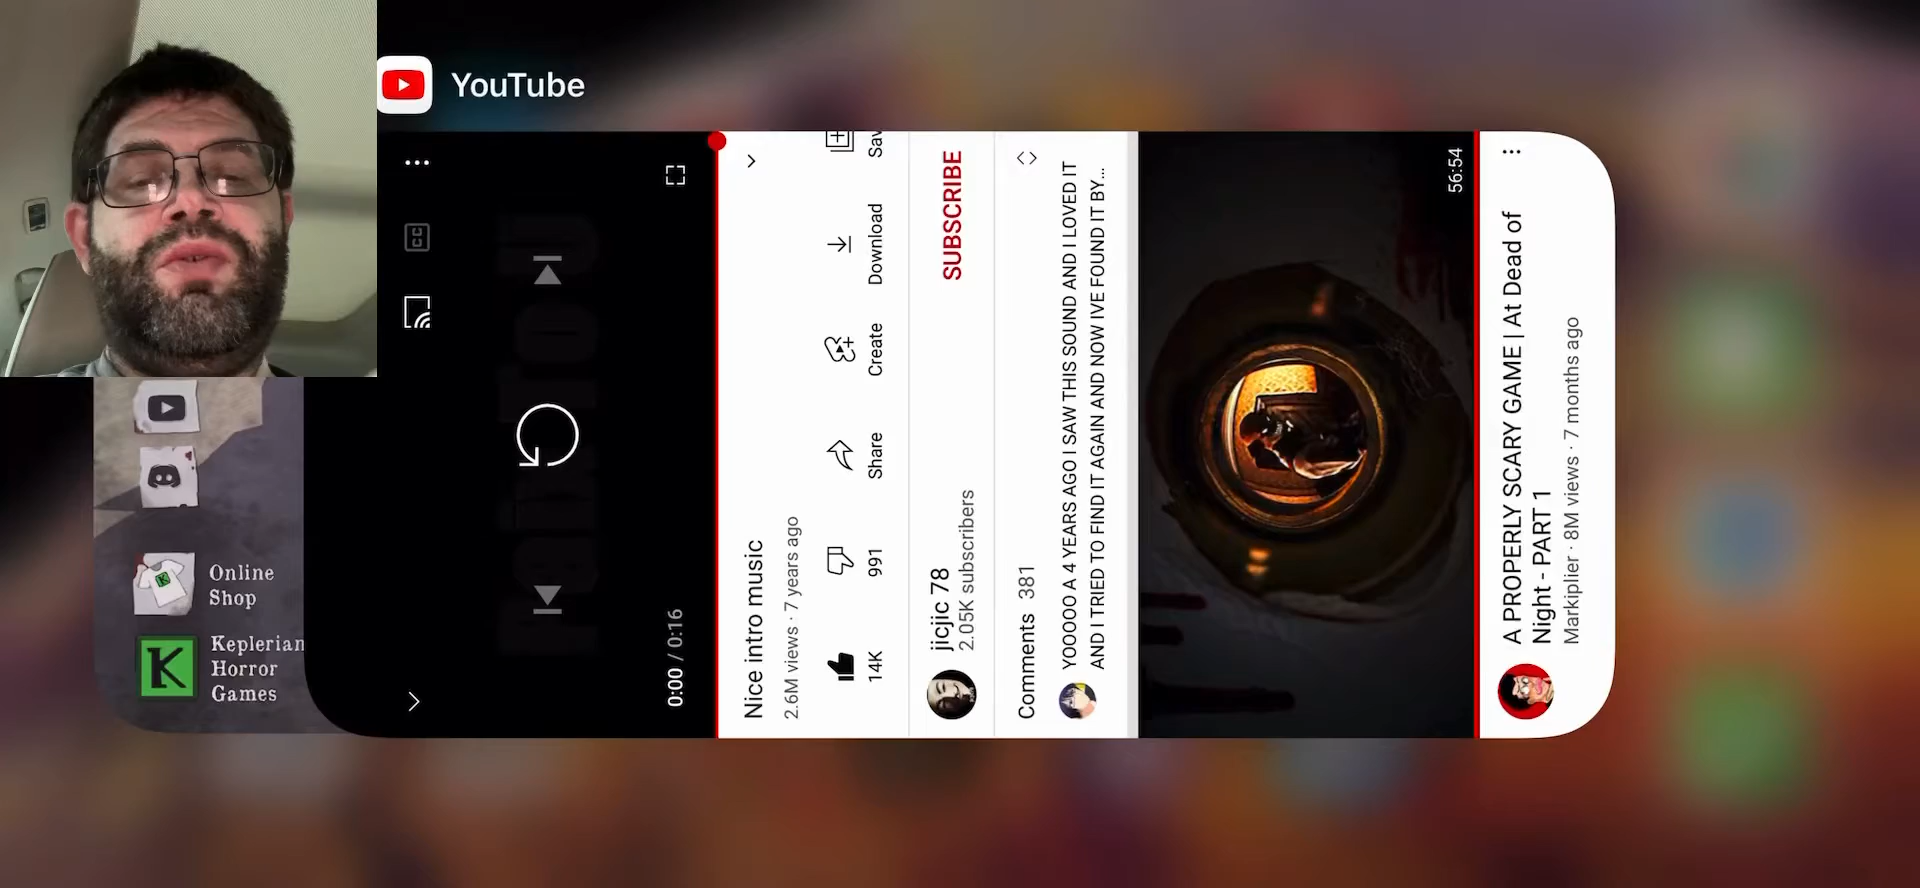 YouTube
Online
Shop
Keplerian
Horror
Games
CC
0:00 / 0:16
Nice intro music
2.6M views · 7 years ago
14K
991
Share
Create
Download
Sav
jicjic 78
2.05K subscribers
SUBSCRIBE
Comments 381
YOOOOO A 4 YEARS AGO I SAW THIS SOUND AND I LOVED IT
AND I TRIED TO FIND IT AGAIN AND NOW IVE FOUND IT BY...
56:54
A PROPERLY SCARY GAME | At Dead of
Night - PART 1
Markiplier · 8M views · 7 months ago
K